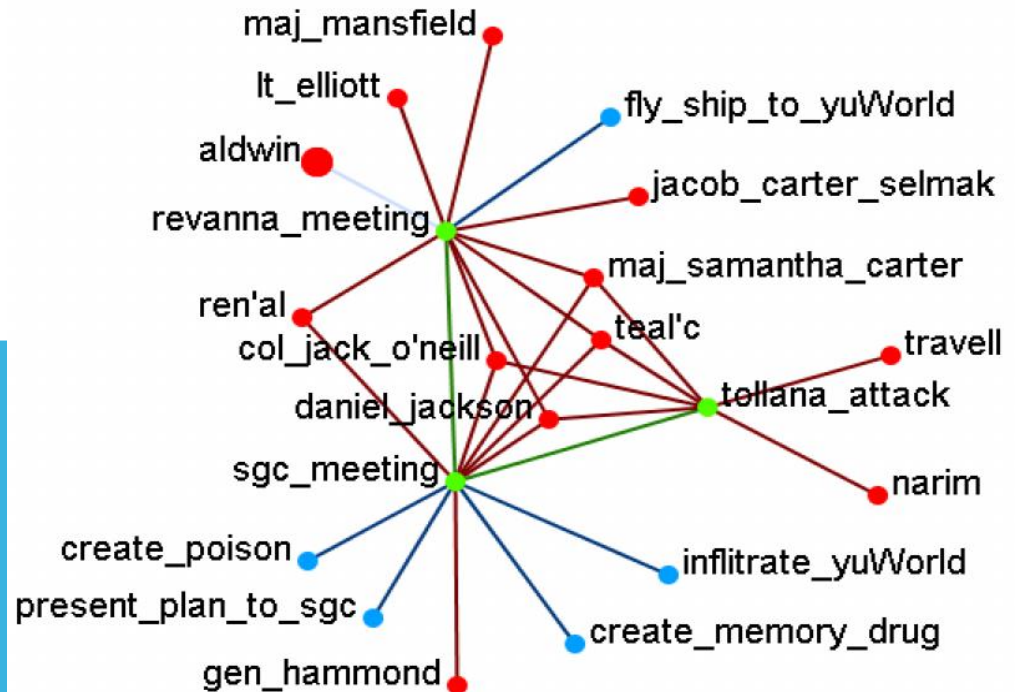 maj_mansfield
lt_elliott
fly_ship_to_yuWorld
aldwin
jacob_carter_selmak
revanna_meeting
maj_samantha_carter
ren'al
teal'c
col_jack_o'neill
travell
tollana_attack
daniel_jackson
sgc_meeting
narim
create_poison
inflitrate_yuWorld
present_plan_to_sgc
create_memory_drug
gen_hammond